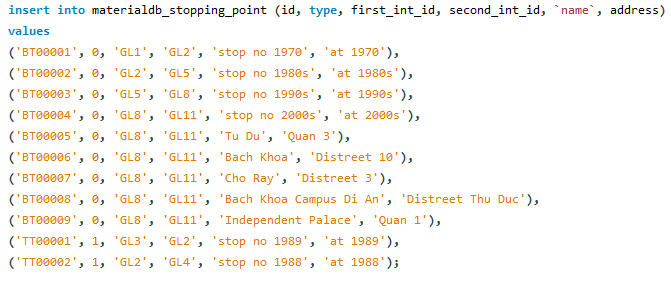 insert into materialdb_stopping_point (id, type, first_int_id, second_int_id, `name`, address)
values
('BT00001', 0, 'GL1', 'GL2', 'stop no 1970', 'at 1970'),
('BT00002', 0, 'GL2', 'GL5', 'stop no 1980s', 'at 1980s'),
('BT00003', 0, 'GL5', 'GL8', 'stop no 1990s', 'at 1990s'),
('BT00004', 0, 'GL8', 'GL11', 'stop no 2000s', 'at 2000s'),
('BT00005', 0, 'GL8', 'GL11', 'Tu Du', 'Quan 3'),
('BT00006', 0, 'GL8', 'GL11', 'Bach Khoa', 'Distreet 10'),
('BT00007', 0, 'GL8', 'GL11', 'Cho Ray', 'Distreet 3'),
('BT00008', 0, 'GL8', 'GL11', 'Bach Khoa Campus Di An', 'Distreet Thu Duc'),
('BT00009', 0, 'GL8', 'GL11', 'Independent Palace', 'Quan 1'),
('TT00001', 1, 'GL3', 'GL2', 'stop no 1989', 'at 1989'),
('TT00002', 1, 'GL2', 'GL4', 'stop no 1988', 'at 1988');